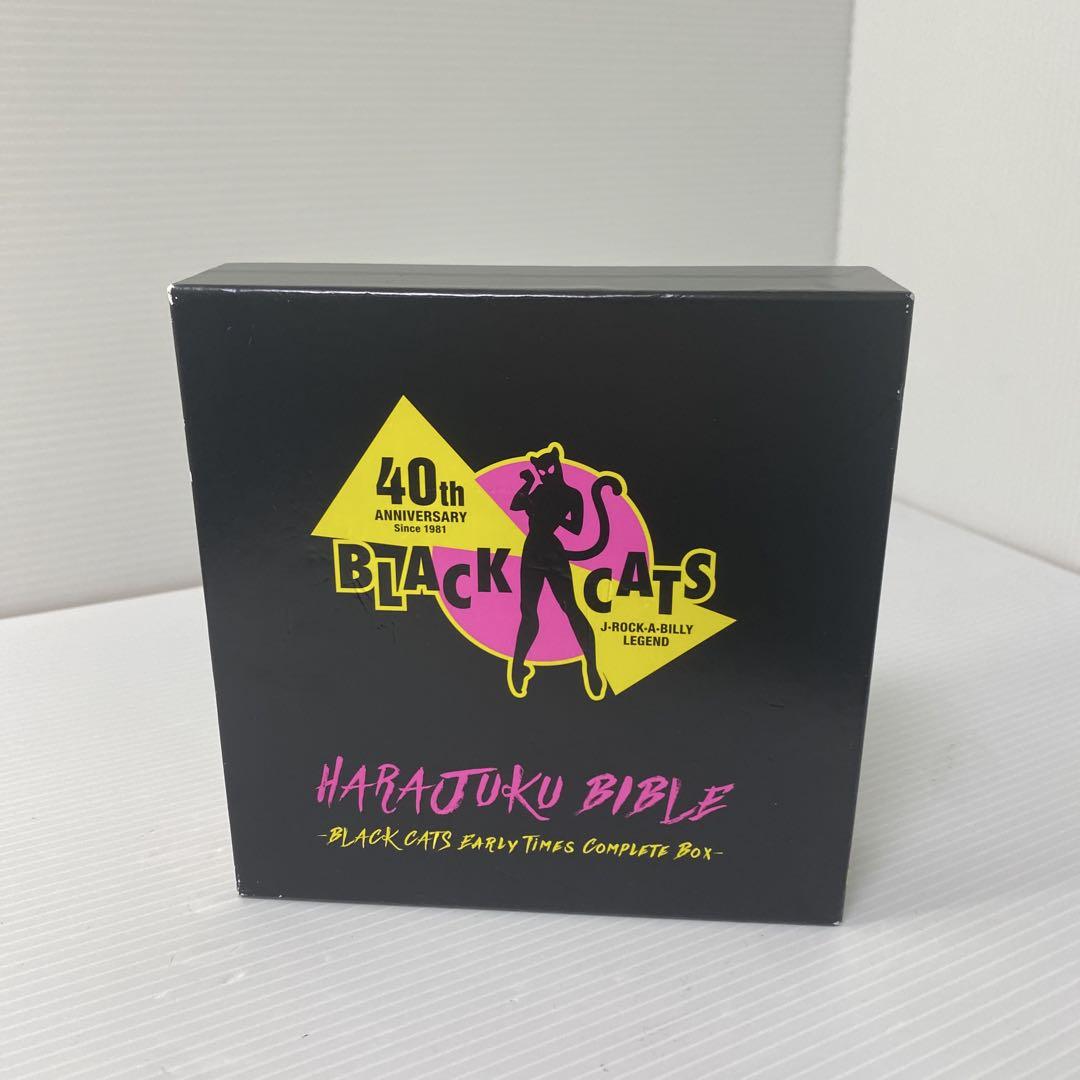 40th
ANNIVERSARY
Since 1981
BLACK CATS
J-ROCK-A-BILLY
LEGEND
HARAJUKU BIBLE
-BLACK CATS EARLY TIMES COMPLETE BOX-